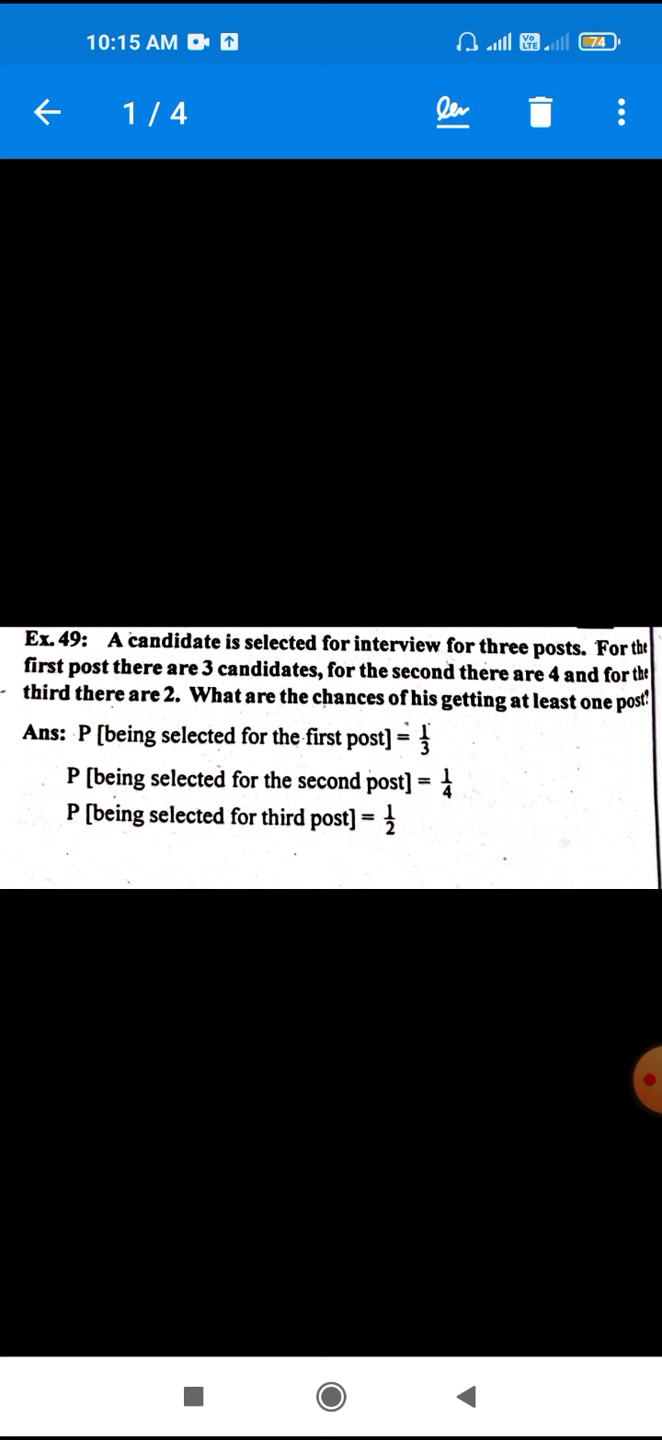 10:15 AM
Vo LTE
74
1 / 4
Ex. 49: A candidate is selected for interview for three posts. For the
first post there are 3 candidates, for the second there are 4 and for the
third there are 2. What are the chances of his getting at least one post?
Ans: P [being selected for the first post] = 1/3
P [being selected for the second post] = 1/4
P [being selected for third post] = 1/2